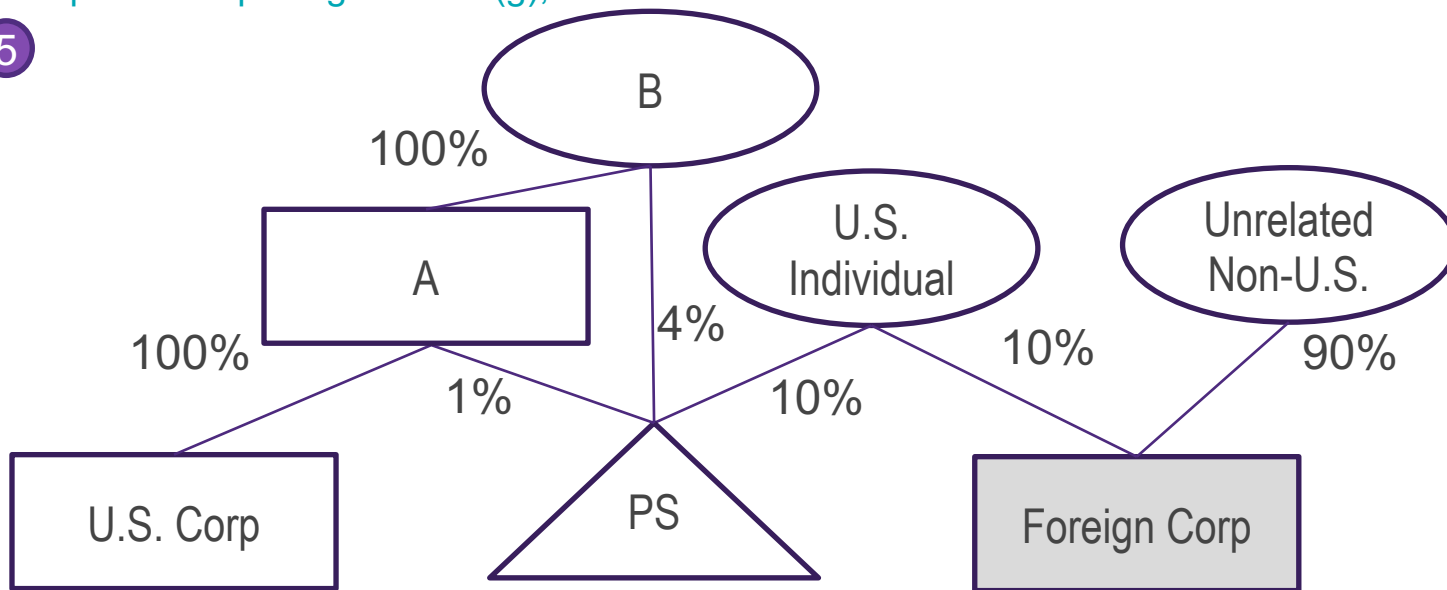 5
B
100%
U.S.
Individual
Unrelated
Non-U.S.
A
4%
100%
10%
90%
1%
10%
U.S. Corp
PS
Foreign Corp